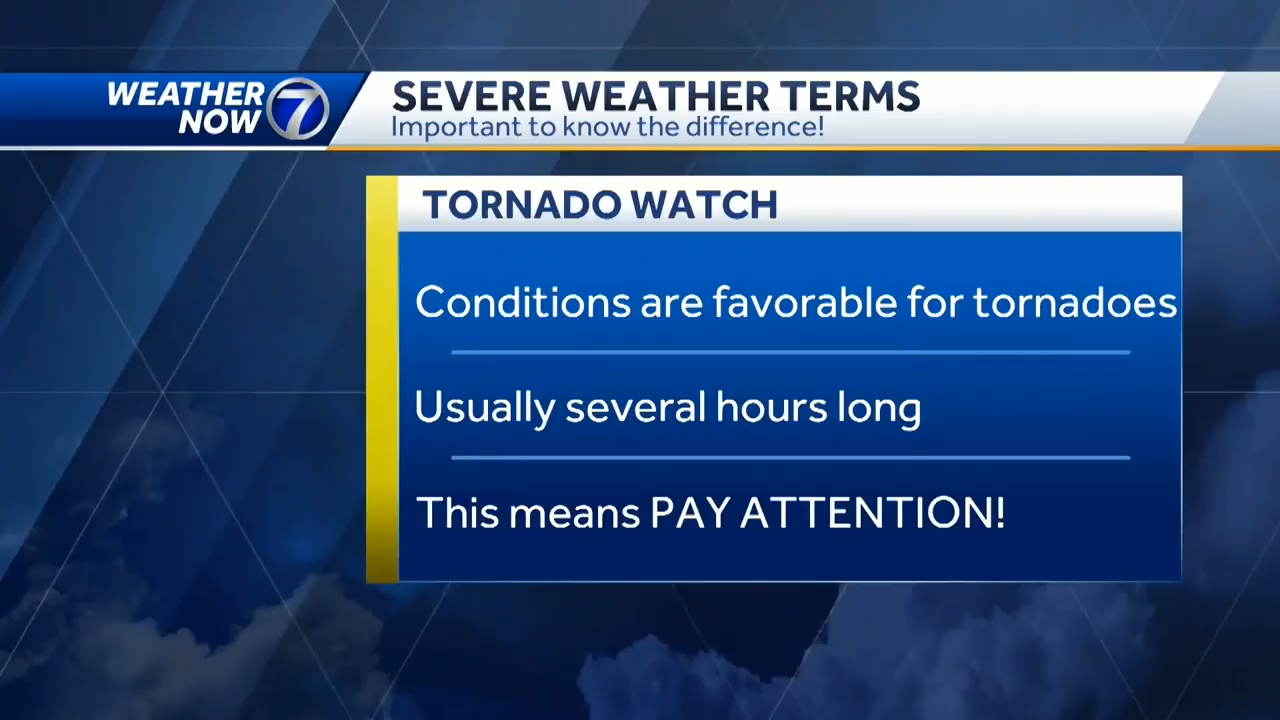 WEATHER
NOW 7
SEVERE WEATHER TERMS
Important to know the difference!
TORNADO WATCH
Conditions are favorable for tornadoes
Usually several hours long
This means PAY ATTENTION!